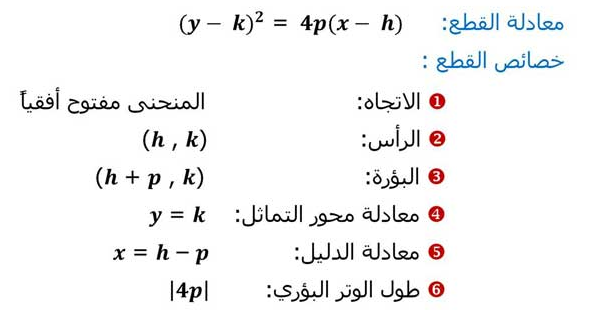 معادلة القطع: (y − k)² = 4p(x − h)
خصائص القطع :
❶ الاتجاه: المنحنى مفتوح أفقياً
❷ الرأس: (h , k)
❸ البؤرة: (h + p , k)
❹ معادلة محور التماثل: y = k
❺ معادلة الدليل: x = h − p
❻ طول الوتر البؤري: |4p|